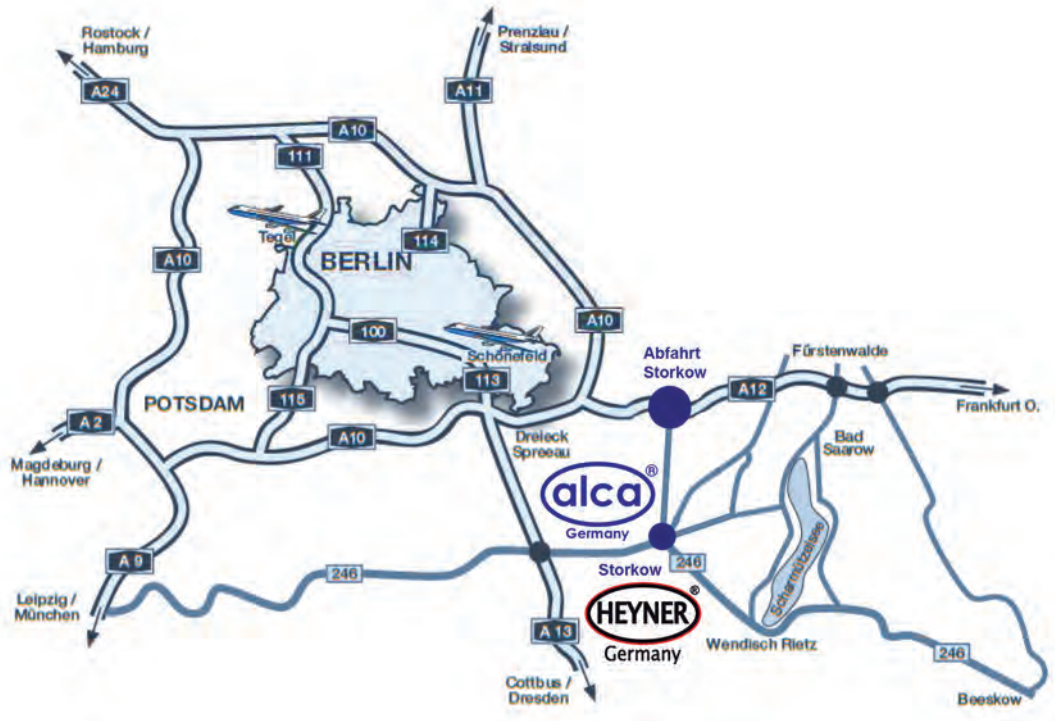 Rostock /
Hamburg
Prenzlau /
Stralsund
A24
A11
A10
111
114
Tegel
BERLIN
A10
100
A10
Schönefeld
Abfahrt
Storkow
Fürstenwalde
113
115
POTSDAM
A12
Frankfurt O.
A 2
A10
Dreieck
Spreeau
Bad
Saarow
Magdeburg /
Hannover
alca®
Germany
Scharmützelsee
A 9
246
Storkow
246
Leipzig /
München
HEYNER®
Germany
A 13
Wendisch Rietz
246
Cottbus /
Dresden
Beeskow